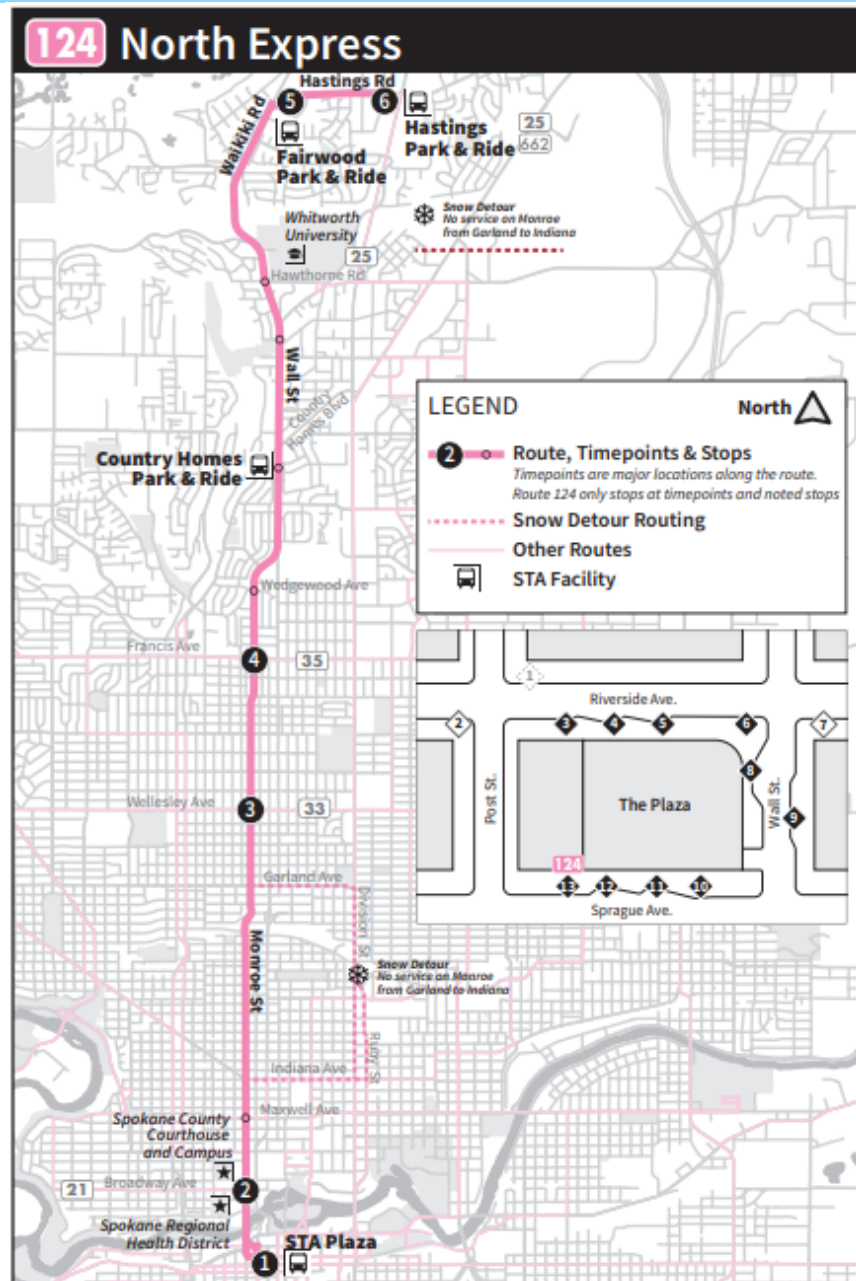 124 North Express
Hastings Rd
5
6
Waikiki Rd
Hastings
Park & Ride
25
662
Fairwood
Park & Ride
Snow Detour
No service on Monroe
from Garland to Indiana
Whitworth
University
25
Hawthorne Rd
Wall St
Country
Homes Blvd
LEGEND
North
2
Route, Timepoints & Stops
Timepoints are major locations along the route.
Route 124 only stops at timepoints and noted stops
Snow Detour Routing
Other Routes
STA Facility
Country Homes
Park & Ride
Wedgewood Ave
Francis Ave
4
35
1
Riverside Ave.
2
3
4
5
6
7
8
Post St.
The Plaza
Wall St.
9
124
13
12
11
10
Sprague Ave.
Wellesley Ave
3
33
Garland Ave
Division St
Monroe St
Snow Detour
No service on Monroe
from Garland to Indiana
Ruby St
Indiana Ave
Maxwell Ave
Spokane County
Courthouse
and Campus
21
Broadway Ave
2
Spokane Regional
Health District
STA Plaza
1